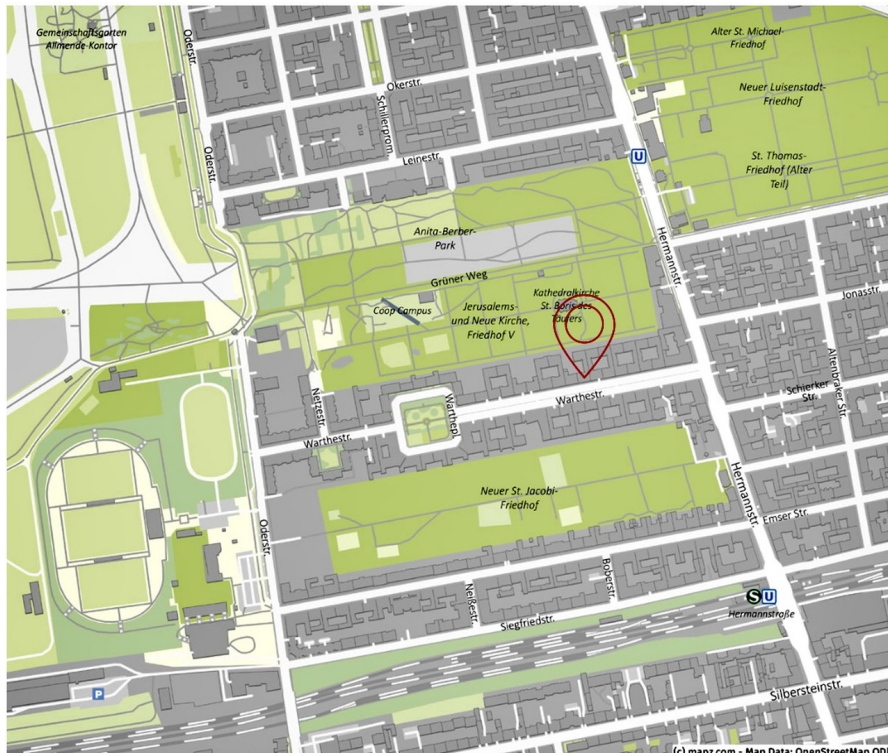 Gemeinschaftsgarten
Allmende-Kontor
Oderstr.
Okerstr.
Schillerprom.
Oderstr.
Leinestr.
Alter St. Michael-
Friedhof
Neuer Luisenstadt-
Friedhof
St. Thomas-
Friedhof (Alter
Teil)
U
Anita-Berber-
Park
Hermannstr.
Grüner Weg
Kathedralkirche
St. Boris des
Täufers
Coop Campus
Jerusalems-
und Neue Kirche,
Friedhof V
Jonasstr.
Altenbraker Str.
Schierker
Str.
Netzestr.
Warthestr.
Warthepl.
Warthestr.
Neuer St. Jacobi-
Friedhof
Hermannstr.
Emser Str.
Oderstr.
Neißestr.
Boberstr.
Siegfriedstr.
S U
Hermannstraße
Silbersteinstr.
P